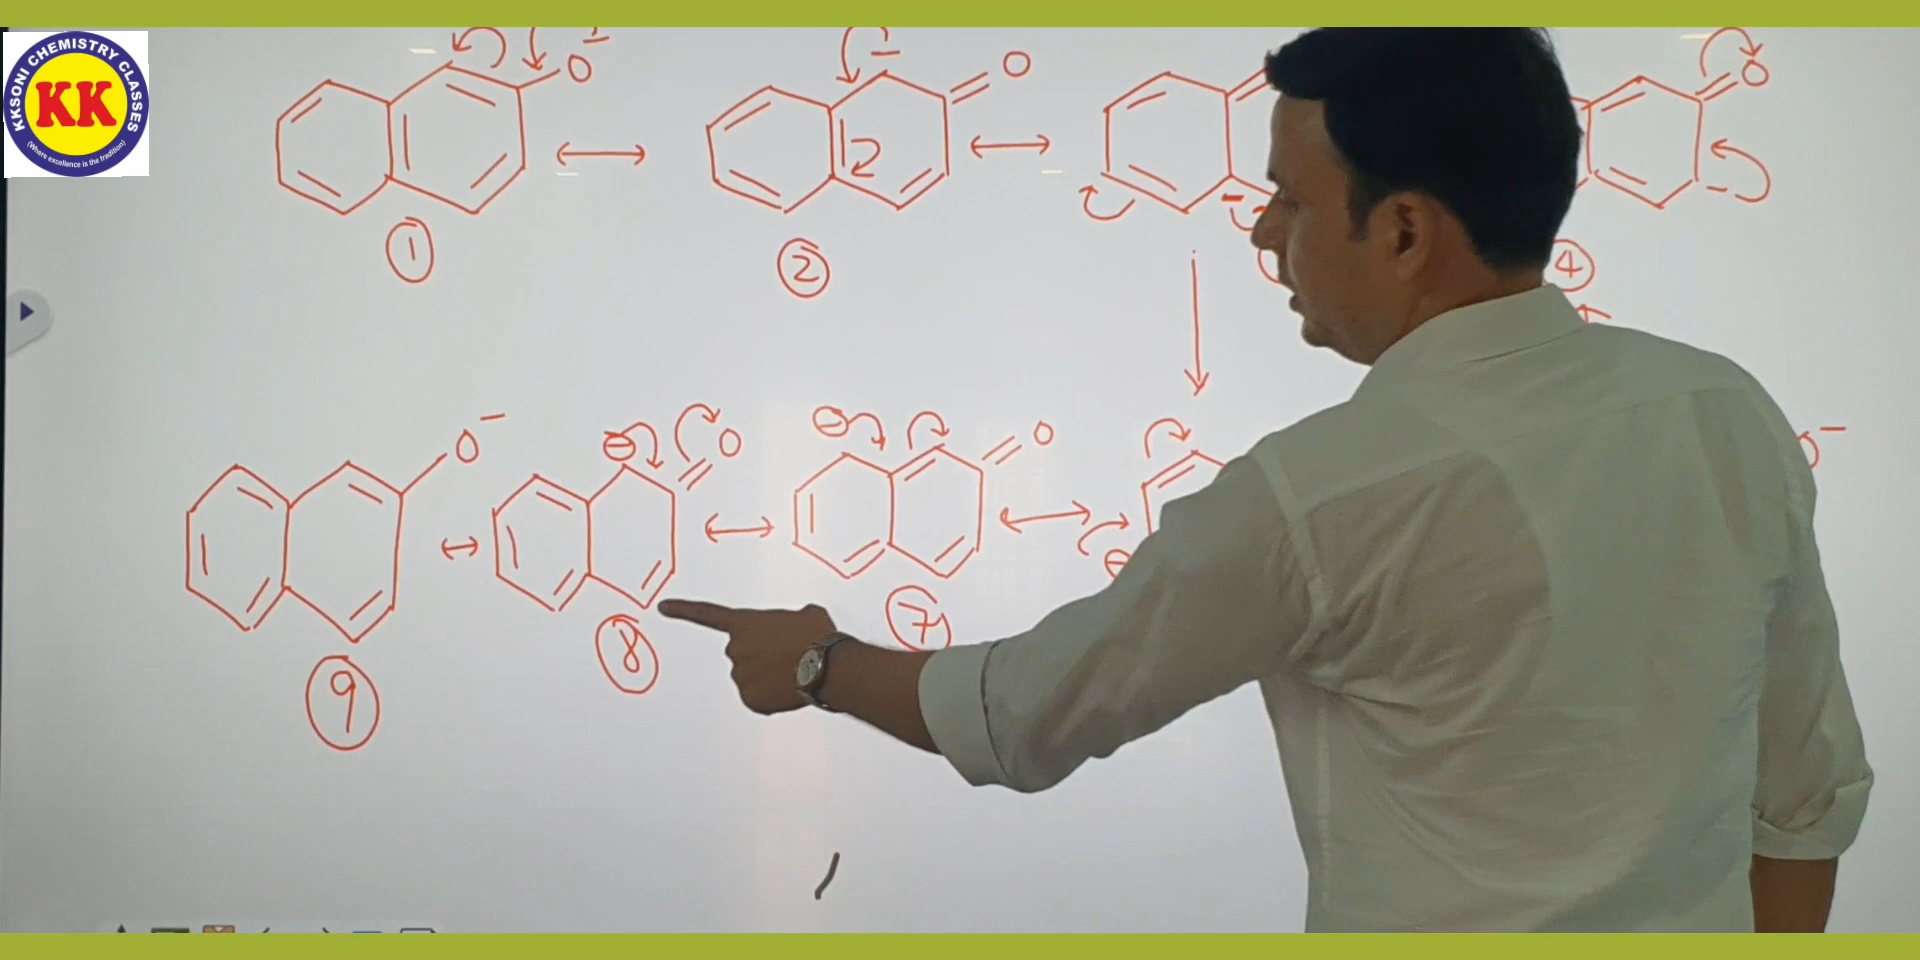 KKSONI CHEMISTRY CLASSES
KK
(Where excellence is the tradition)
O⁻
O
O
1
2
4
O⁻
⊖
O
⊖
O
⊖
O⁻
9
8
7